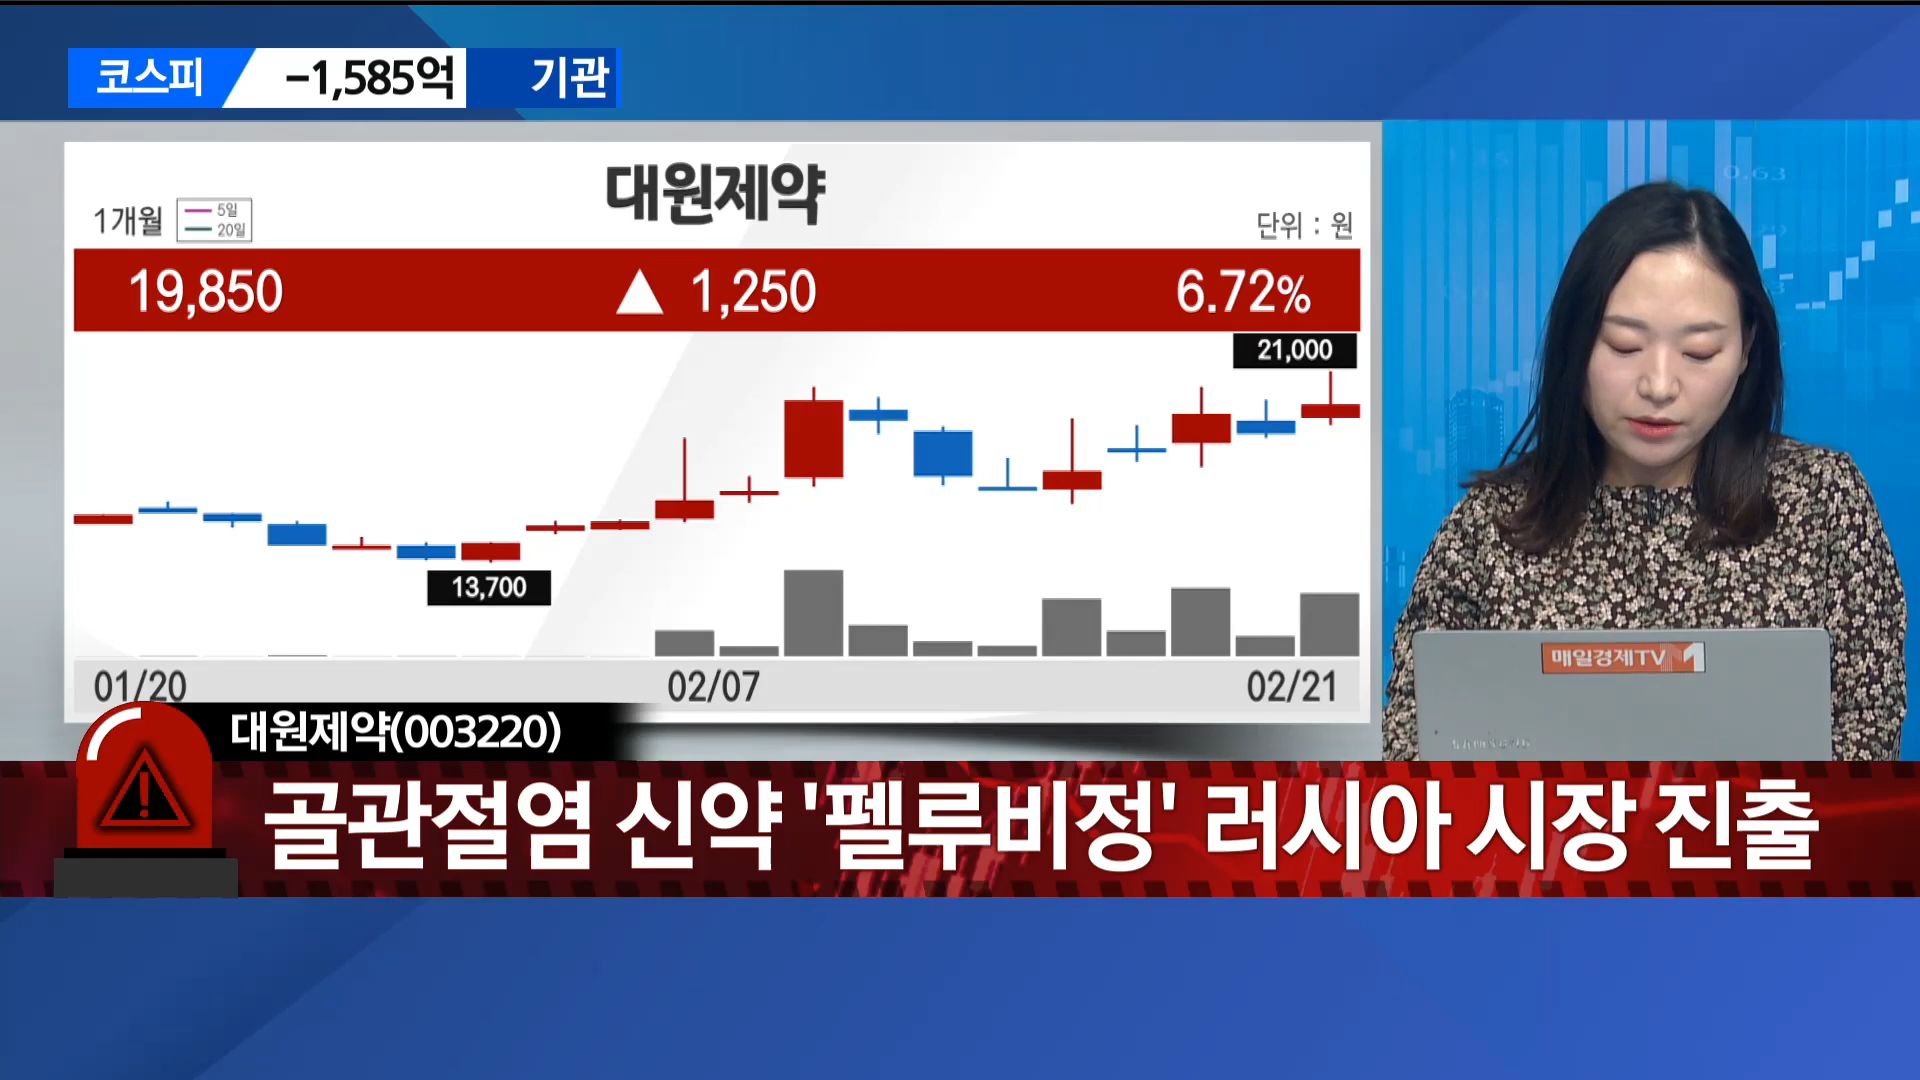 코스피 -1,585억 기관
대원제약
1개월
5일
20일
단위 : 원
19,850 ▲ 1,250 6.72%
21,000
13,700
01/20 02/07 02/21
0.63
매일경제TV M
대원제약(003220)
골관절염 신약 '펠루비정' 러시아 시장 진출